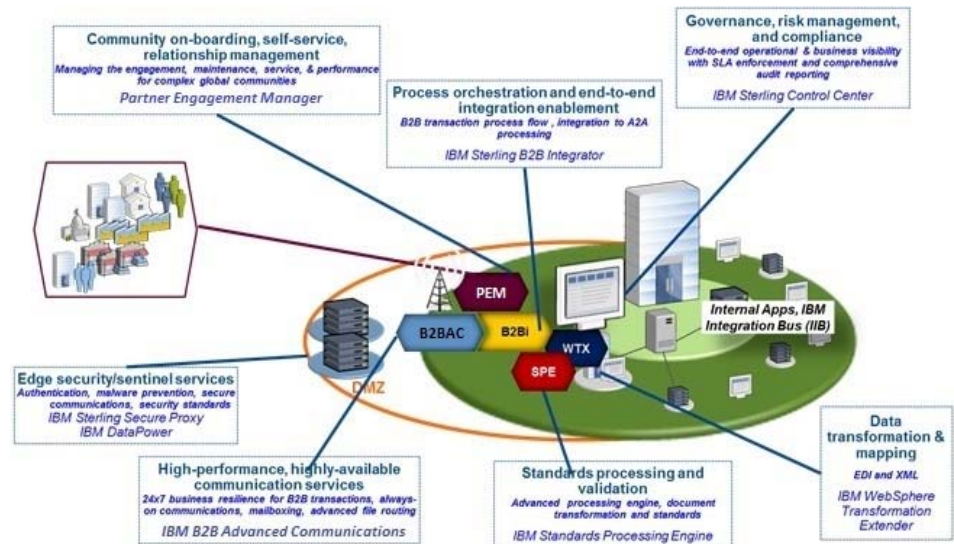 Community on-boarding, self-service,
relationship management
Managing the engagement, maintenance, service, & performance
for complex global communities
Partner Engagement Manager
Governance, risk management,
and compliance
End-to-end operational & business visibility
with SLA enforcement and comprehensive
audit reporting
IBM Sterling Control Center
Process orchestration and end-to-end
integration enablement
B2B transaction process flow , integration to A2A
processing
IBM Sterling B2B Integrator
PEM
B2BAC
B2Bi
WTX
SPE
Internal Apps, IBM
Integration Bus (IIB)
DMZ
Edge security/sentinel services
Authentication, malware prevention, secure
communications, security standards
IBM Sterling Secure Proxy
IBM DataPower
High-performance, highly-available
communication services
24x7 business resilience for B2B transactions, always-
on communications, mailboxing, advanced file routing
IBM B2B Advanced Communications
Standards processing and
validation
Advanced processing engine, document
transformation and standards
IBM Standards Processing Engine
Data
transformation &
mapping
EDI and XML
IBM WebSphere
Transformation
Extender